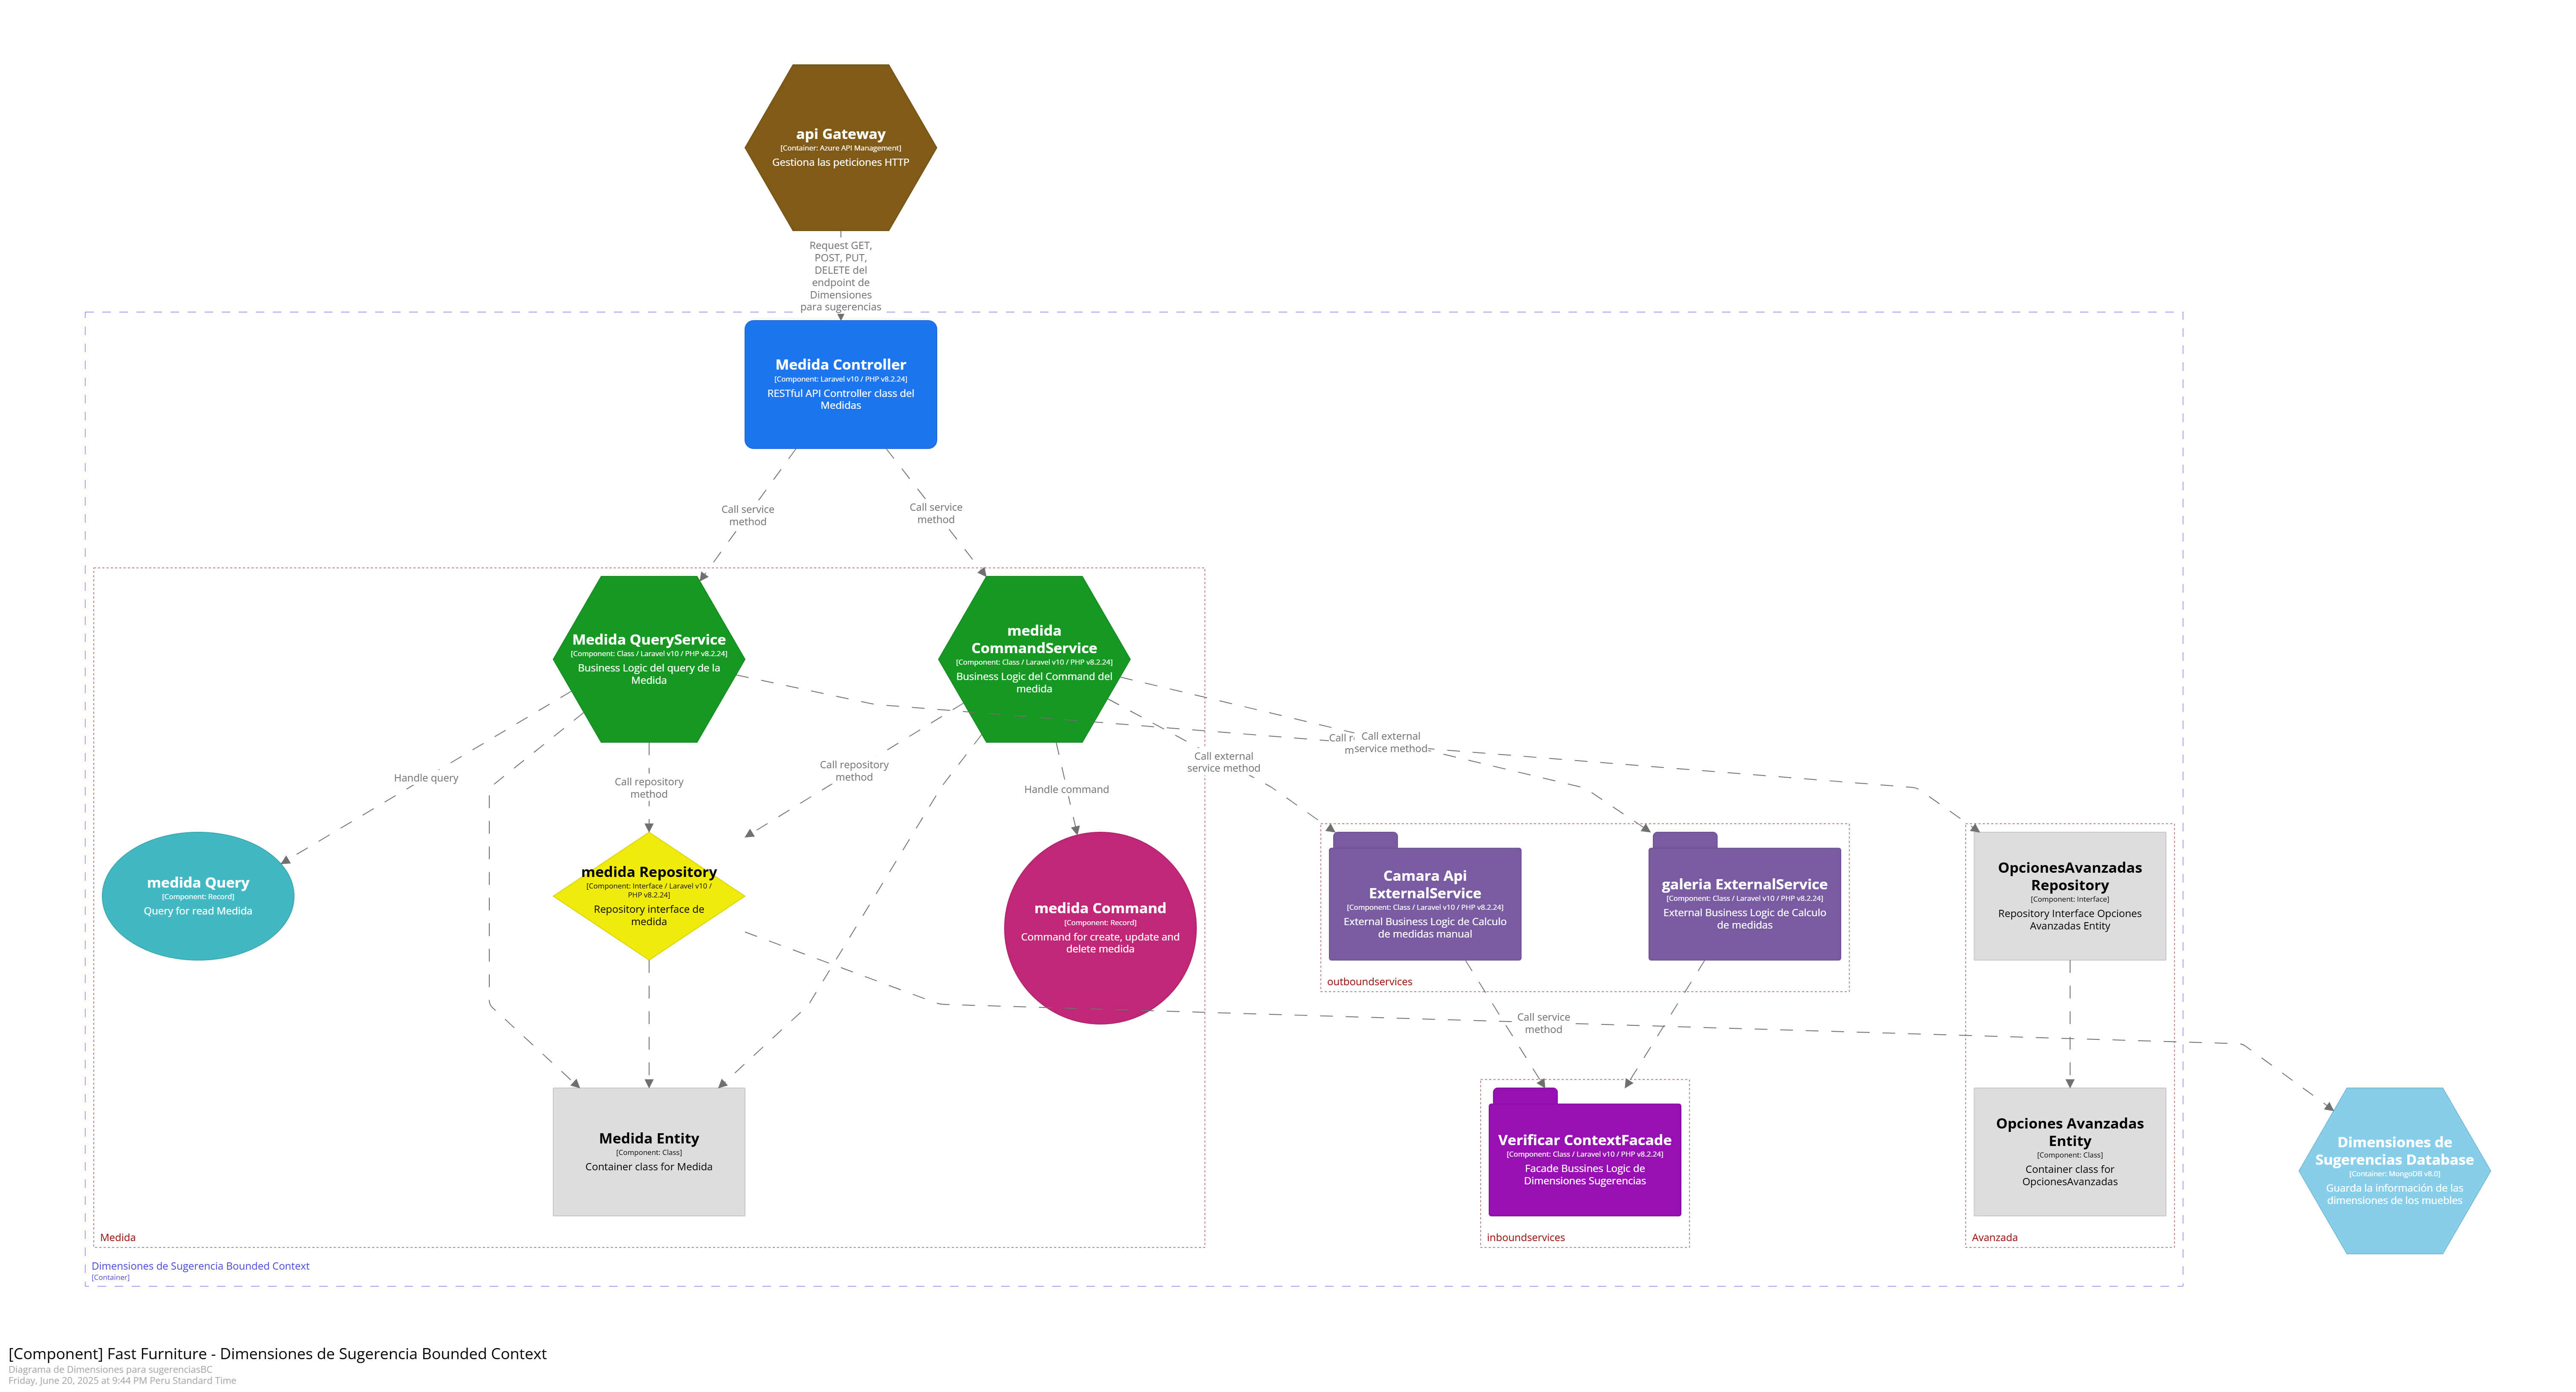 api Gateway
[Container: Azure API Management]
Gestiona las peticiones HTTP
Request GET,
POST, PUT,
DELETE del
endpoint de
Dimensiones
para sugerencias
Medida Controller
[Component: Laravel v10 / PHP v8.2.24]
RESTful API Controller class del
Medidas
Call service
method
Call service
method
Medida QueryService
[Component: Class / Laravel v10 / PHP v8.2.24]
Business Logic del query de la
Medida
medida
CommandService
[Component: Class / Laravel v10 / PHP v8.2.24]
Business Logic del Command del
medida
Handle query
Call repository
method
Call repository
method
Handle command
Call external
service method
Call
Call external
service method
medida Query
[Component: Record]
Query for read Medida
medida Repository
[Component: Interface / Laravel v10 /
PHP v8.2.24]
Repository interface de
medida
medida Command
[Component: Record]
Command for create, update and
delete medida
Camara Api
ExternalService
[Component: Class / Laravel v10 / PHP v8.2.24]
External Business Logic de Calculo
de medidas manual
galeria ExternalService
[Component: Class / Laravel v10 / PHP v8.2.24]
External Business Logic de Calculo
de medidas
outboundservices
OpcionesAvanzadas
Repository
[Component: Interface]
Repository Interface Opciones
Avanzadas Entity
Call service
method
Medida Entity
[Component: Class]
Container class for Medida
Verificar ContextFacade
[Component: Class / Laravel v10 / PHP v8.2.24]
Facade Bussines Logic de
Dimensiones Sugerencias
inboundservices
Opciones Avanzadas
Entity
[Component: Class]
Container class for
OpcionesAvanzadas
Avanzada
Dimensiones de
Sugerencias Database
[Container: MongoDB v8.0]
Guarda la información de las
dimensiones de los muebles
Medida
Dimensiones de Sugerencia Bounded Context
[Container]
[Component] Fast Furniture - Dimensiones de Sugerencia Bounded Context
Diagrama de Dimensiones para sugerenciasBC
Friday, June 20, 2025 at 9:44 PM Peru Standard Time